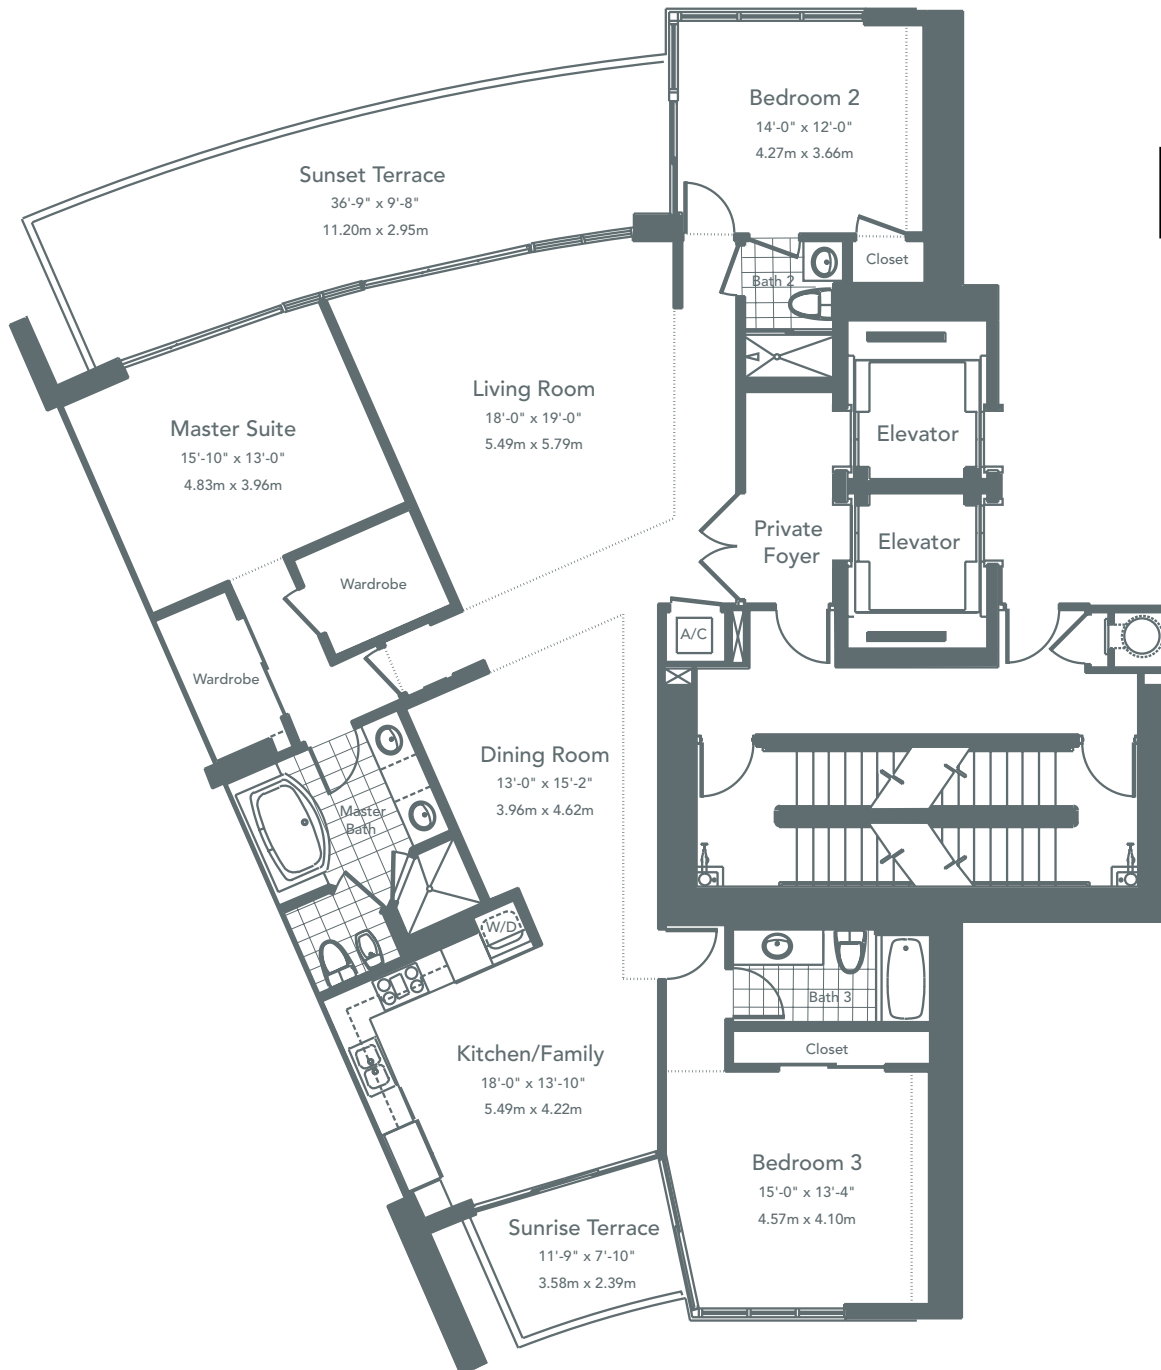 Bedroom 2
14'-0" x 12'-0"
4.27m x 3.66m
Sunset Terrace
36'-9" x 9'-8"
11.20m x 2.95m
Closet
Bath 2
Living Room
18'-0" x 19'-0"
5.49m x 5.79m
Master Suite
15'-10" x 13'-0"
4.83m x 3.96m
Elevator
Private
Foyer
Elevator
Wardrobe
A/C
Wardrobe
Dining Room
13'-0" x 15'-2"
3.96m x 4.62m
Master
Bath
W/D
Bath 3
Closet
Kitchen/Family
18'-0" x 13'-10"
5.49m x 4.22m
Bedroom 3
15'-0" x 13'-4"
4.57m x 4.10m
Sunrise Terrace
11'-9" x 7'-10"
3.58m x 2.39m